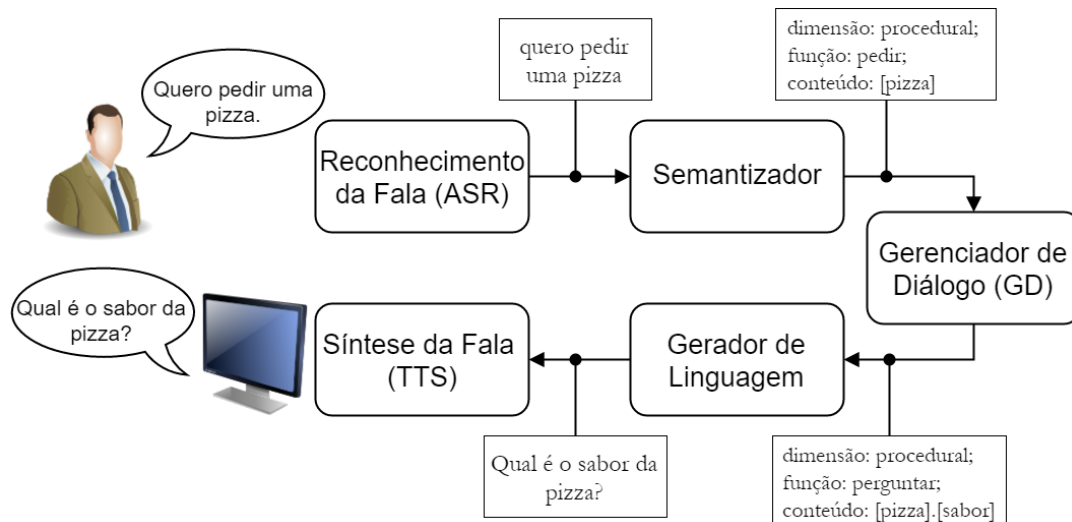 Quero pedir uma
pizza.
Reconhecimento
da Fala (ASR)
quero pedir
uma pizza
Semantizador
dimensão: procedural;
função: pedir;
conteúdo: [pizza]
Gerenciador de
Diálogo (GD)
dimensão: procedural;
função: perguntar;
conteúdo: [pizza].[sabor]
Gerador de
Linguagem
Qual é o sabor da
pizza?
Síntese da Fala
(TTS)
Qual é o sabor da
pizza?